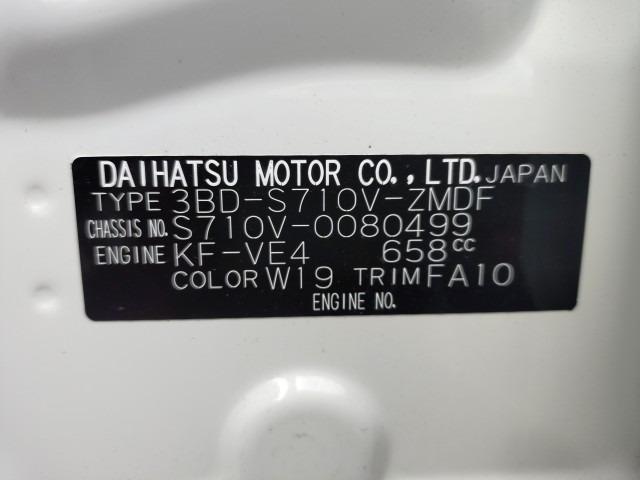 DAIHATSU MOTOR CO.,LTD. JAPAN
TYPE 3BD-S710V-ZMDF
CHASSIS NO. S710V-0080499
ENGINE KF-VE4 658cc
COLOR W19 TRIM FA10
ENGINE NO.